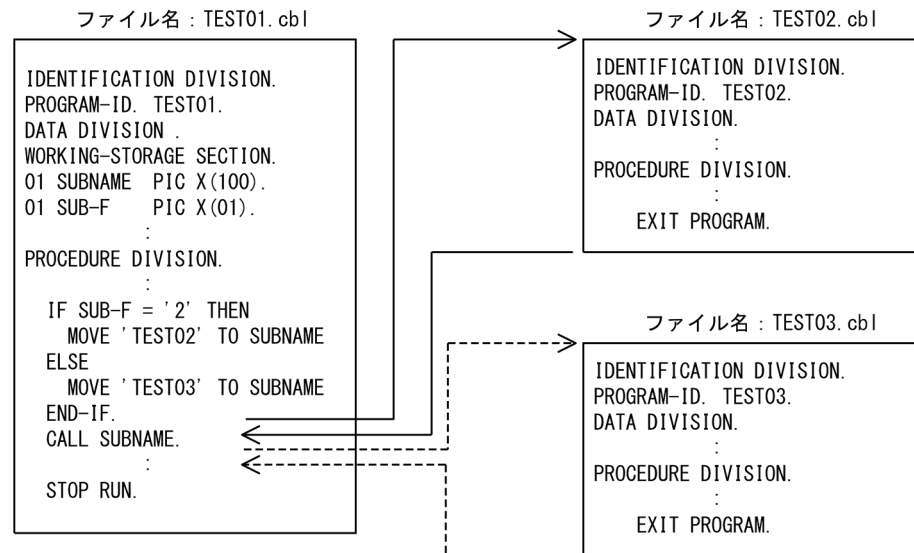 ファイル名：TEST01.cbl
IDENTIFICATION DIVISION.
PROGRAM-ID. TEST01.
DATA DIVISION .
WORKING-STORAGE SECTION.
01 SUBNAME PIC X(100).
01 SUB-F PIC X(01).
:
PROCEDURE DIVISION.
:
IF SUB-F = '2' THEN
MOVE 'TEST02' TO SUBNAME
ELSE
MOVE 'TEST03' TO SUBNAME
END-IF.
CALL SUBNAME.
:
STOP RUN.
ファイル名：TEST02.cbl
IDENTIFICATION DIVISION.
PROGRAM-ID. TEST02.
DATA DIVISION.
:
PROCEDURE DIVISION.
:
EXIT PROGRAM.
ファイル名：TEST03.cbl
IDENTIFICATION DIVISION.
PROGRAM-ID. TEST03.
DATA DIVISION.
:
PROCEDURE DIVISION.
:
EXIT PROGRAM.